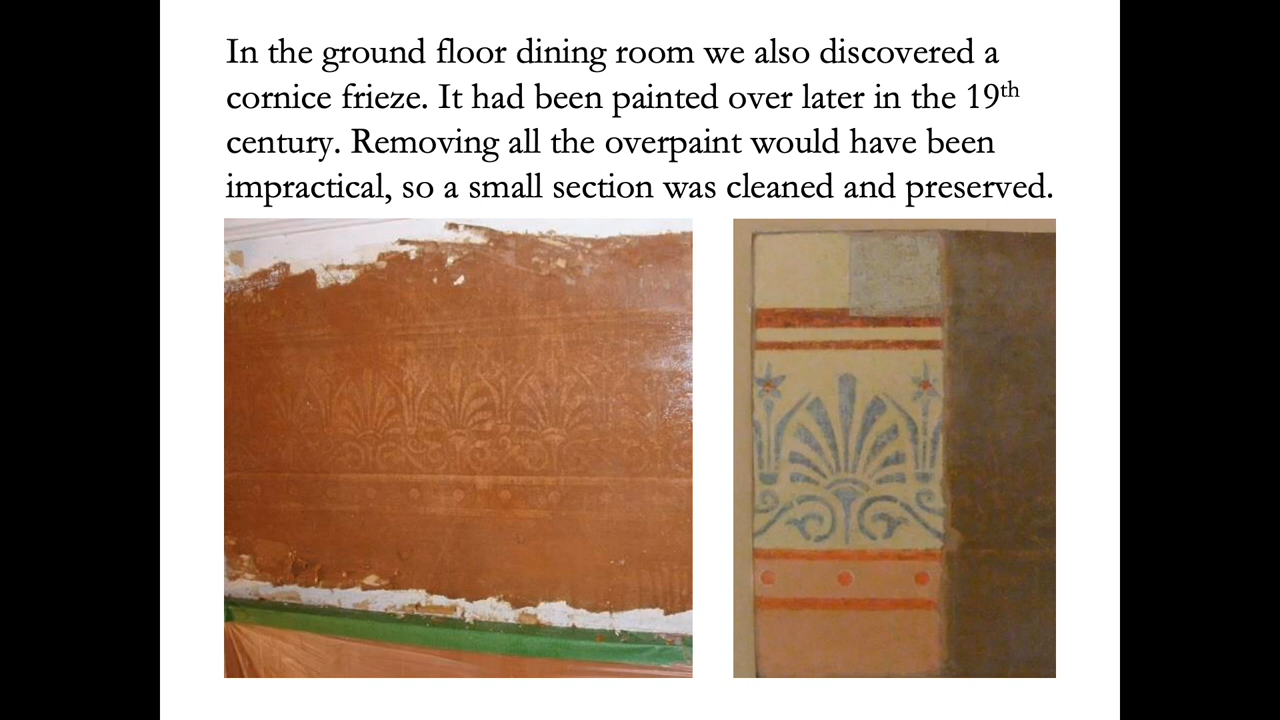 In the ground floor dining room we also discovered a
cornice frieze. It had been painted over later in the 19th
century. Removing all the overpaint would have been
impractical, so a small section was cleaned and preserved.